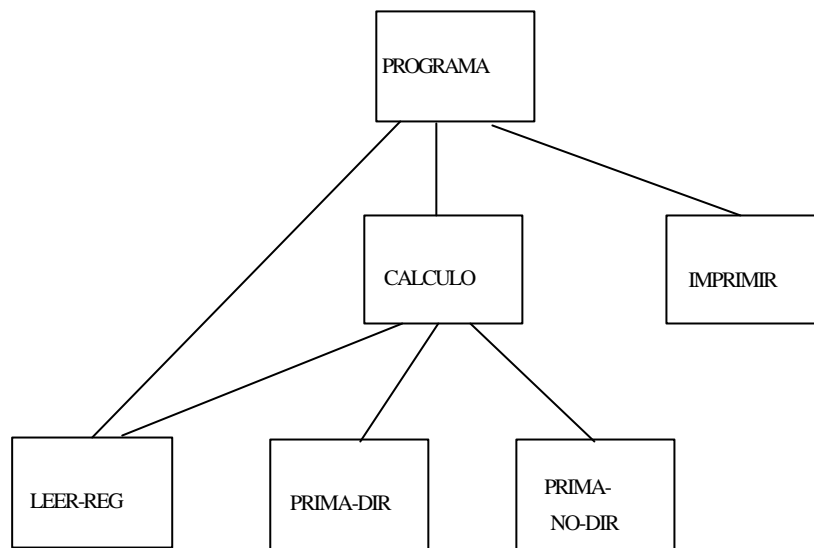 PROGRAMA
CALCULO
IMPRIMIR
LEER-REG
PRIMA-DIR
PRIMA-
NO-DIR